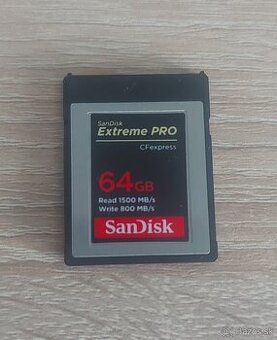 SanDisk
Extreme PRO
CFexpress
64GB
Read 1500 MB/s
Write 800 MB/s
SanDisk